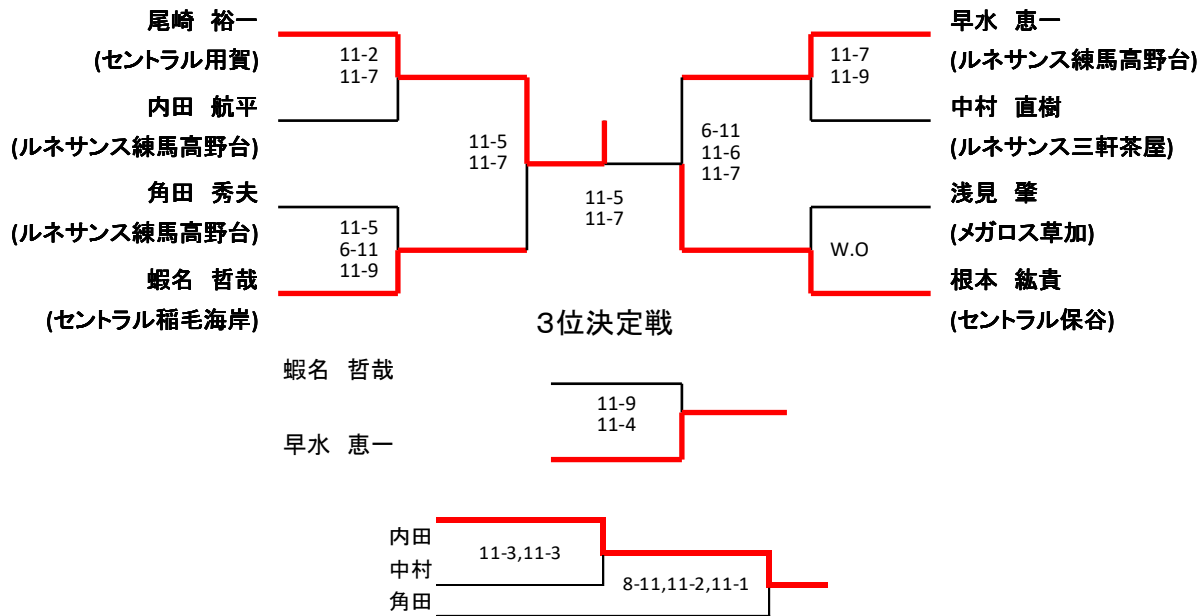 尾崎 裕一
(セントラル用賀)
11-2
11-7
内田 航平
(ルネサンス練馬高野台)
11-5
11-7
角田 秀夫
(ルネサンス練馬高野台)
11-5
6-11
11-9
蝦名 哲哉
(セントラル稲毛海岸)
11-5
11-7
早水 恵一
(ルネサンス練馬高野台)
11-7
11-9
中村 直樹
(ルネサンス三軒茶屋)
6-11
11-6
11-7
浅見 肇
(メガロス草加)
W.O
根本 紘貴
(セントラル保谷)
3位決定戦
蝦名 哲哉
11-9
11-4
早水 恵一
内田
11-3,11-3
中村
8-11,11-2,11-1
角田